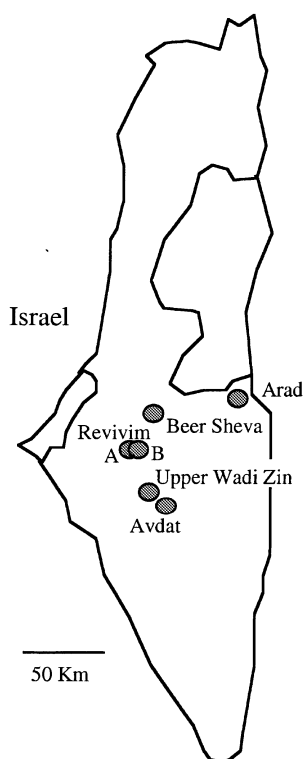 Israel
Arad
Beer Sheva
Revivim
A B
Upper Wadi Zin
Avdat
50 Km